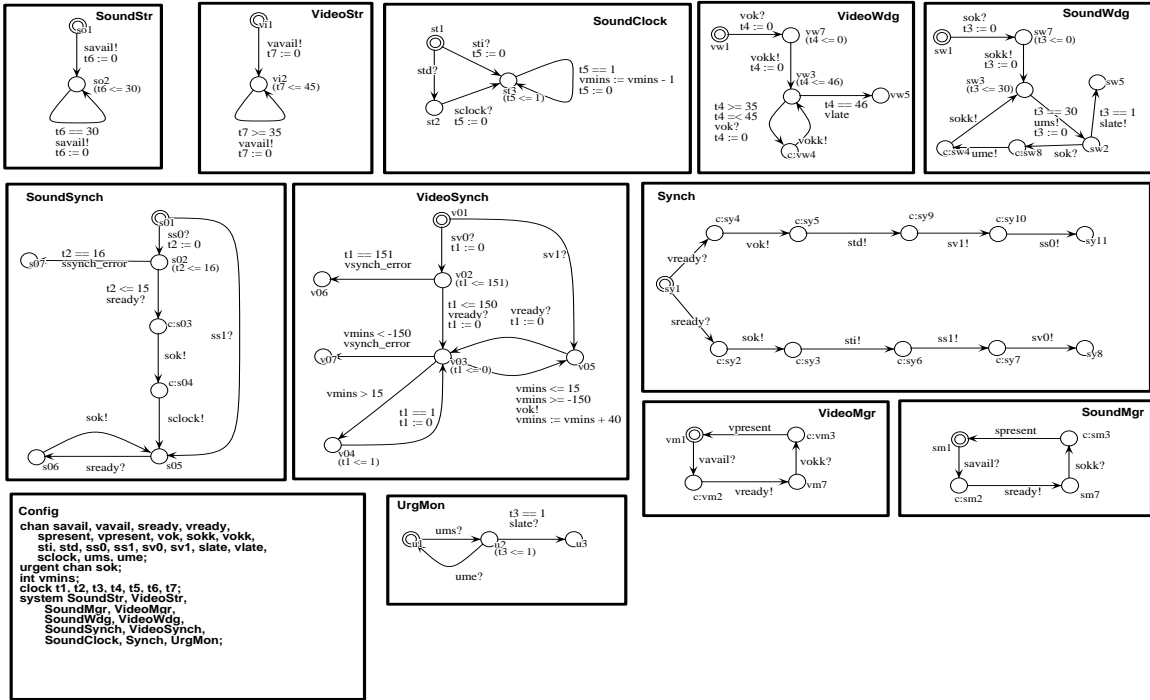 SoundStr
so1
savail!
t6 := 0
so2
(t6 <= 30)
t6 == 30
savail!
t6 := 0
VideoStr
vi1
vavail!
t7 := 0
vi2
(t7 <= 45)
t7 >= 35
vavail!
t7 := 0
SoundClock
st1
sti?
t5 := 0
std?
st3
(t5 <= 1)
t5 == 1
vmins := vmins - 1
t5 := 0
sclock?
t5 := 0
st2
VideoWdg
vok?
t4 := 0
vw1
vw7
(t4 <= 0)
vokk!
t4 := 0
vw3
(t4 <= 46)
vw5
t4 == 46
vlate
t4 >= 35
t4 =< 45
vok?
t4 := 0
vokk!
c:vw4
SoundWdg
sok?
t3 := 0
sw1
sw7
(t3 <= 0)
sokk!
t3 := 0
sw3
(t3 <= 30)
sw5
t3 == 30
ums!
t3 := 0
t3 == 1
slate!
sokk!
c:sw4
ume!
c:sw8
sok?
sw2
SoundSynch
s01
ss0?
t2 := 0
s07
t2 == 16
ssynch_error
s02
(t2 <= 16)
t2 <= 15
sready?
c:s03
ss1?
sok!
c:s04
sok!
sclock!
s06
sready?
s05
VideoSynch
v01
sv0?
t1 := 0
sv1?
t1 == 151
vsynch_error
v06
v02
(t1 <= 151)
t1 <= 150
vready?
t1 := 0
vready?
t1 := 0
vmins < -150
vsynch_error
v07
v03
(t1 <= 0)
v05
vmins > 15
vmins <= 15
vmins >= -150
vok!
vmins := vmins + 40
t1 == 1
t1 := 0
v04
(t1 <= 1)
Synch
c:sy4
c:sy5
c:sy9
c:sy10
vok!
std!
sv1!
ss0!
sy11
vready?
sy1
sready?
sok!
sti!
ss1!
sv0!
c:sy2
c:sy3
c:sy6
c:sy7
sy8
VideoMgr
vm1
vpresent
c:vm3
vavail?
vokk?
c:vm2
vready!
vm7
SoundMgr
sm1
spresent
c:sm3
savail?
sokk?
c:sm2
sready!
sm7
Config
chan savail, vavail, sready, vready,
spresent, vpresent, vok, sokk, vokk,
sti, std, ss0, ss1, sv0, sv1, slate, vlate,
sclock, ums, ume;
urgent chan sok;
int vmins;
clock t1, t2, t3, t4, t5, t6, t7;
system SoundStr, VideoStr,
SoundMgr, VideoMgr,
SoundWdg, VideoWdg,
SoundSynch, VideoSynch,
SoundClock, Synch, UrgMon;
UrgMon
t3 == 1
slate?
ums?
u1
u2
(t3 <= 1)
u3
ume?